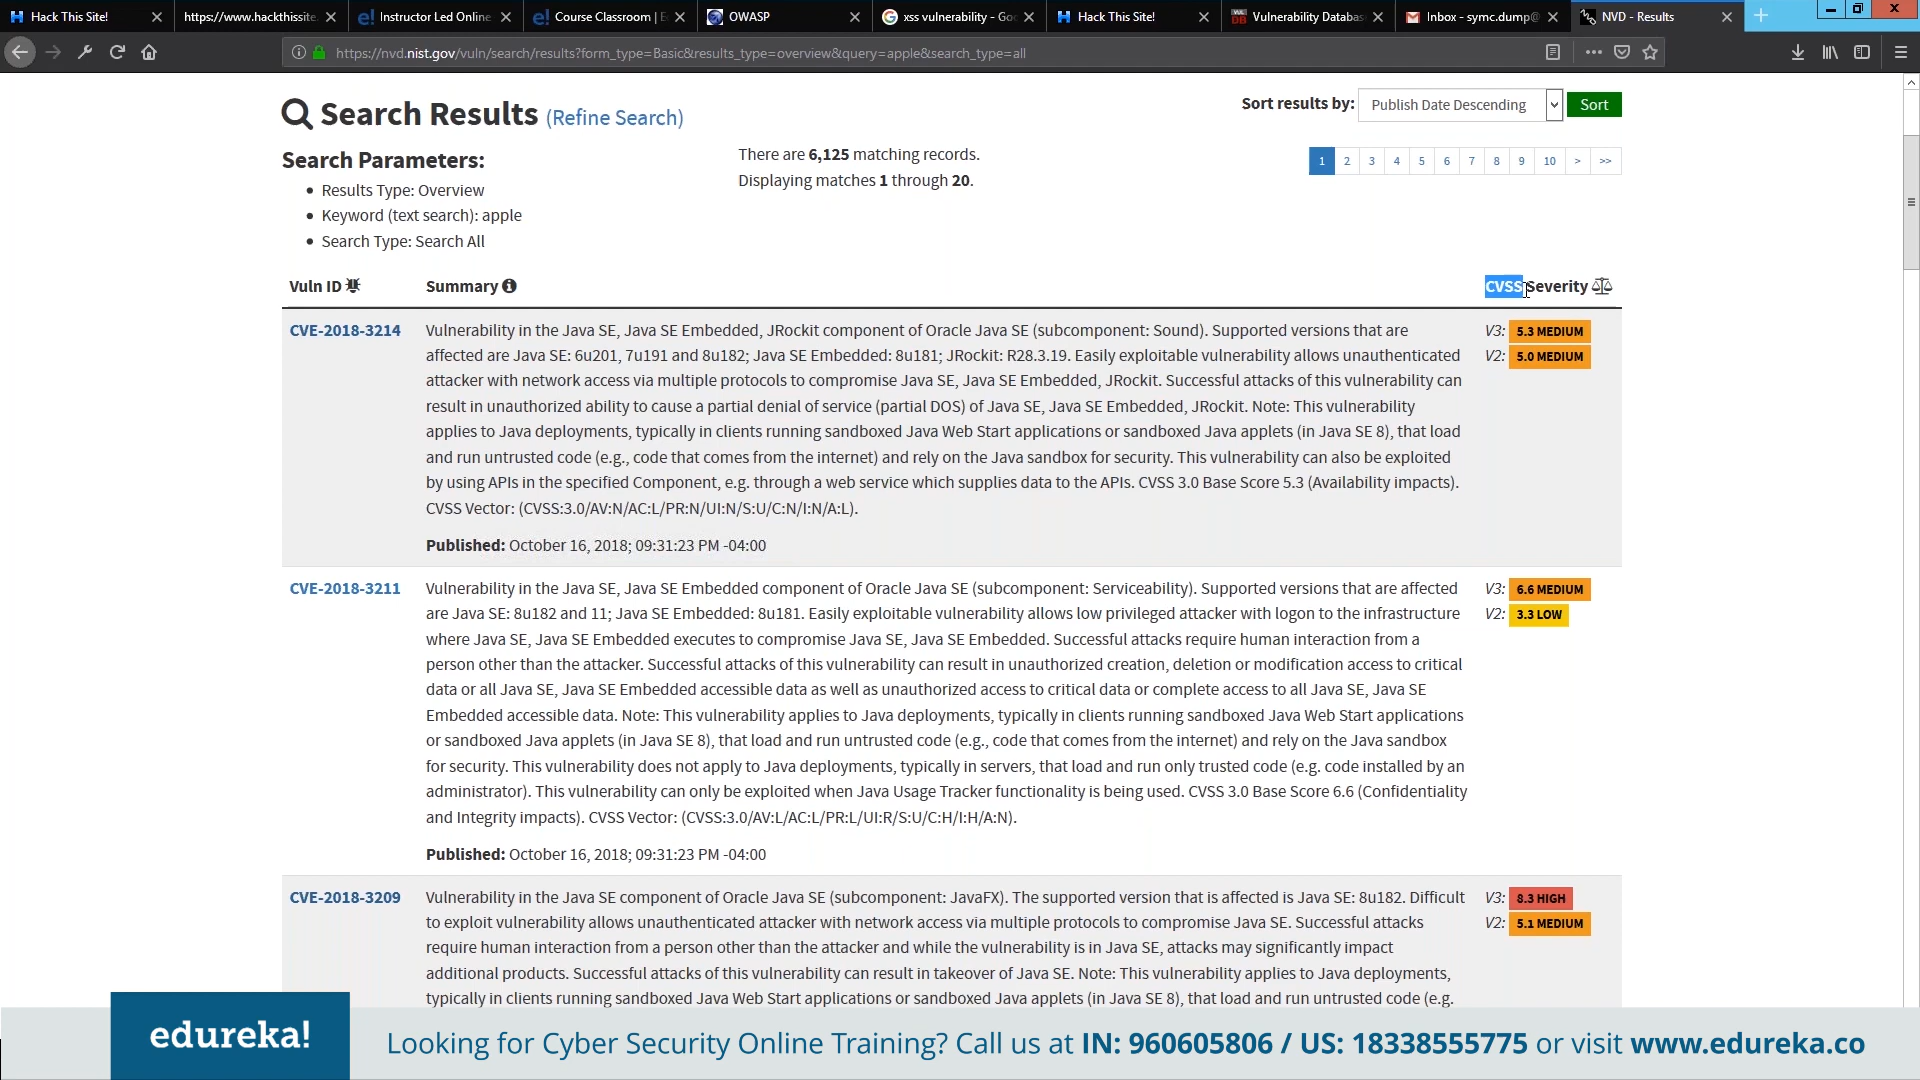 Hack This Site!
https://www.hackthissite.
Instructor Led Online
Course Classroom | E
OWASP
xss vulnerability - Goo
Hack This Site!
Vulnerability Databas
Inbox - symc.dump@
NVD - Results
https://nvd.nist.gov/vuln/search/results?form_type=Basic&results_type=overview&query=apple&search_type=all
Search Results (Refine Search)
Sort results by: Publish Date Descending Sort
Search Parameters:
• Results Type: Overview
• Keyword (text search): apple
• Search Type: Search All
There are 6,125 matching records.
Displaying matches 1 through 20.
1 2 3 4 5 6 7 8 9 10 > >>
Vuln ID Summary CVSS Severity
CVE-2018-3214
Vulnerability in the Java SE, Java SE Embedded, JRockit component of Oracle Java SE (subcomponent: Sound). Supported versions that are
affected are Java SE: 6u201, 7u191 and 8u182; Java SE Embedded: 8u181; JRockit: R28.3.19. Easily exploitable vulnerability allows unauthenticated
attacker with network access via multiple protocols to compromise Java SE, Java SE Embedded, JRockit. Successful attacks of this vulnerability can
result in unauthorized ability to cause a partial denial of service (partial DOS) of Java SE, Java SE Embedded, JRockit. Note: This vulnerability
applies to Java deployments, typically in clients running sandboxed Java Web Start applications or sandboxed Java applets (in Java SE 8), that load
and run untrusted code (e.g., code that comes from the internet) and rely on the Java sandbox for security. This vulnerability can also be exploited
by using APIs in the specified Component, e.g. through a web service which supplies data to the APIs. CVSS 3.0 Base Score 5.3 (Availability impacts).
CVSS Vector: (CVSS:3.0/AV:N/AC:L/PR:N/UI:N/S:U/C:N/I:N/A:L).
Published: October 16, 2018; 09:31:23 PM -04:00
V3: 5.3 MEDIUM
V2: 5.0 MEDIUM
CVE-2018-3211
Vulnerability in the Java SE, Java SE Embedded component of Oracle Java SE (subcomponent: Serviceability). Supported versions that are affected
are Java SE: 8u182 and 11; Java SE Embedded: 8u181. Easily exploitable vulnerability allows low privileged attacker with logon to the infrastructure
where Java SE, Java SE Embedded executes to compromise Java SE, Java SE Embedded. Successful attacks require human interaction from a
person other than the attacker. Successful attacks of this vulnerability can result in unauthorized creation, deletion or modification access to critical
data or all Java SE, Java SE Embedded accessible data as well as unauthorized access to critical data or complete access to all Java SE, Java SE
Embedded accessible data. Note: This vulnerability applies to Java deployments, typically in clients running sandboxed Java Web Start applications
or sandboxed Java applets (in Java SE 8), that load and run untrusted code (e.g., code that comes from the internet) and rely on the Java sandbox
for security. This vulnerability does not apply to Java deployments, typically in servers, that load and run only trusted code (e.g. code installed by an
administrator). This vulnerability can only be exploited when Java Usage Tracker functionality is being used. CVSS 3.0 Base Score 6.6 (Confidentiality
and Integrity impacts). CVSS Vector: (CVSS:3.0/AV:L/AC:L/PR:L/UI:R/S:U/C:H/I:H/A:N).
Published: October 16, 2018; 09:31:23 PM -04:00
V3: 6.6 MEDIUM
V2: 3.3 LOW
CVE-2018-3209
Vulnerability in the Java SE component of Oracle Java SE (subcomponent: JavaFX). The supported version that is affected is Java SE: 8u182. Difficult
to exploit vulnerability allows unauthenticated attacker with network access via multiple protocols to compromise Java SE. Successful attacks
require human interaction from a person other than the attacker and while the vulnerability is in Java SE, attacks may significantly impact
additional products. Successful attacks of this vulnerability can result in takeover of Java SE. Note: This vulnerability applies to Java deployments,
typically in clients running sandboxed Java Web Start applications or sandboxed Java applets (in Java SE 8), that load and run untrusted code (e.g.
V3: 8.3 HIGH
V2: 5.1 MEDIUM
edureka!
Looking for Cyber Security Online Training? Call us at IN: 960605806 / US: 18338555775 or visit www.edureka.co